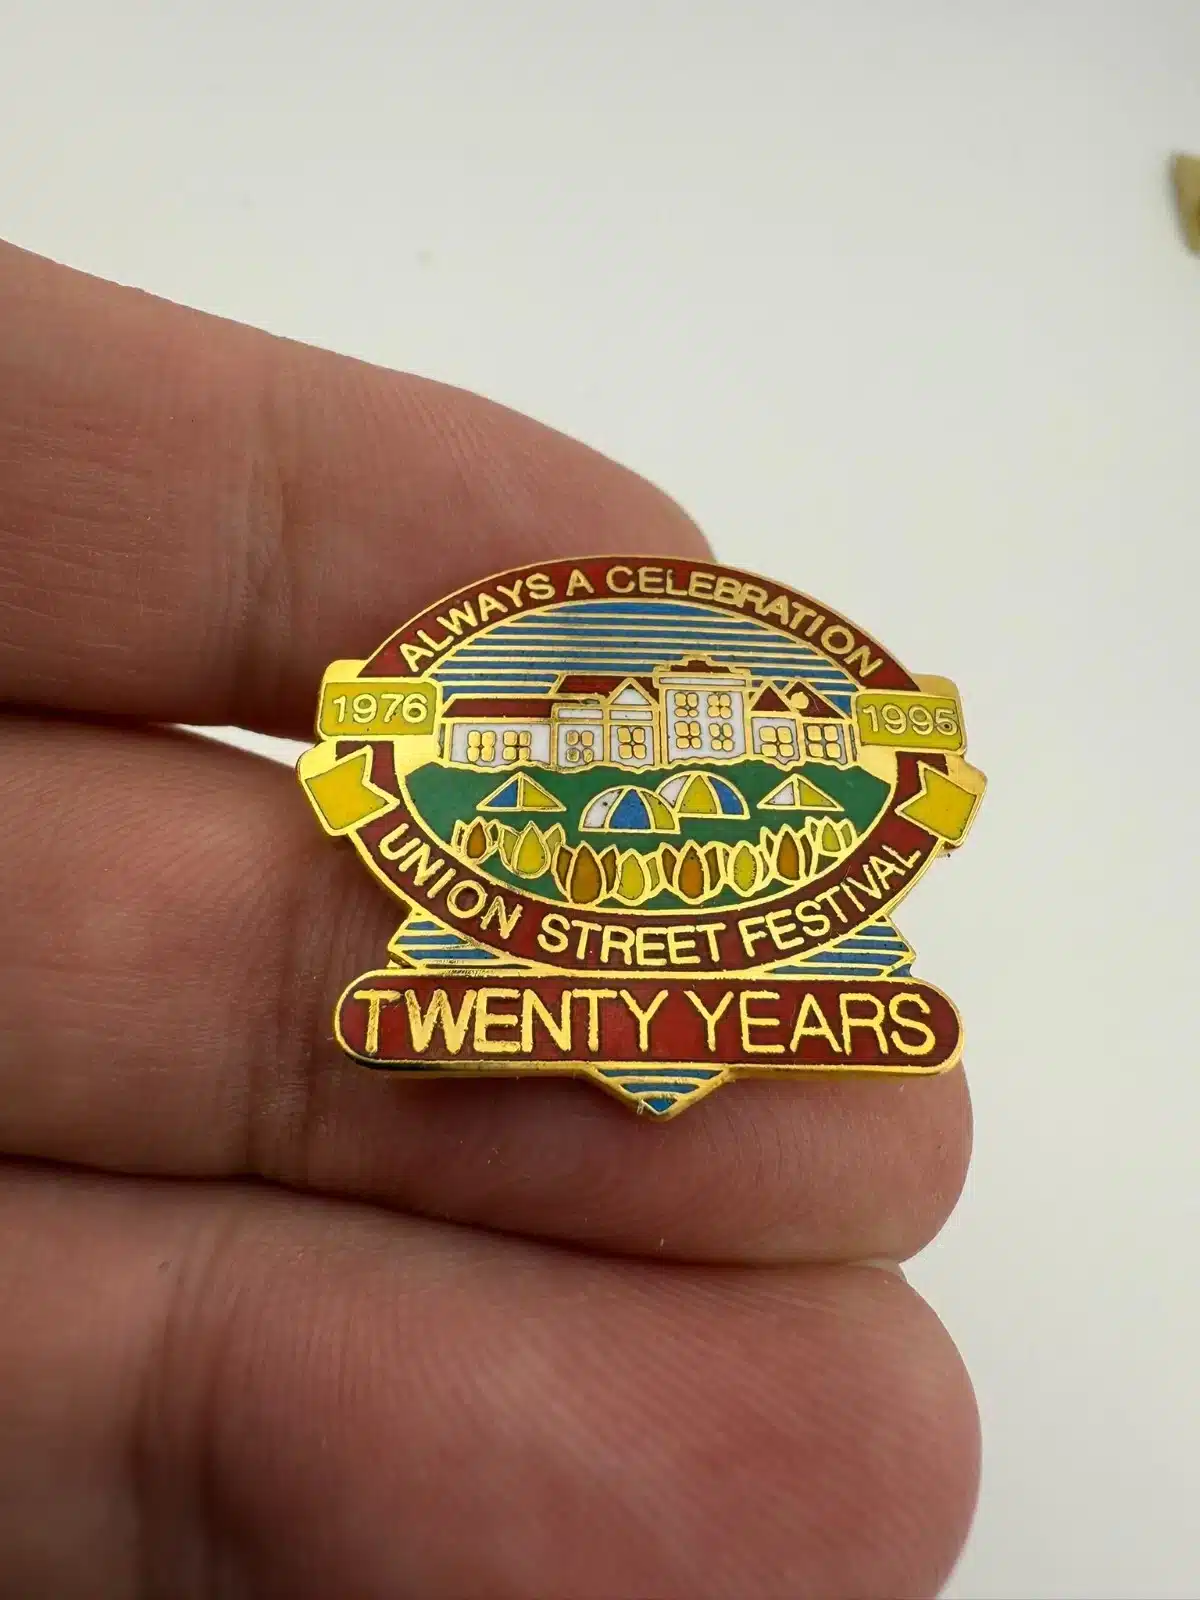 ALWAYS A CELEBRATION
1976
1995
UNION STREET FESTIVAL
TWENTY YEARS